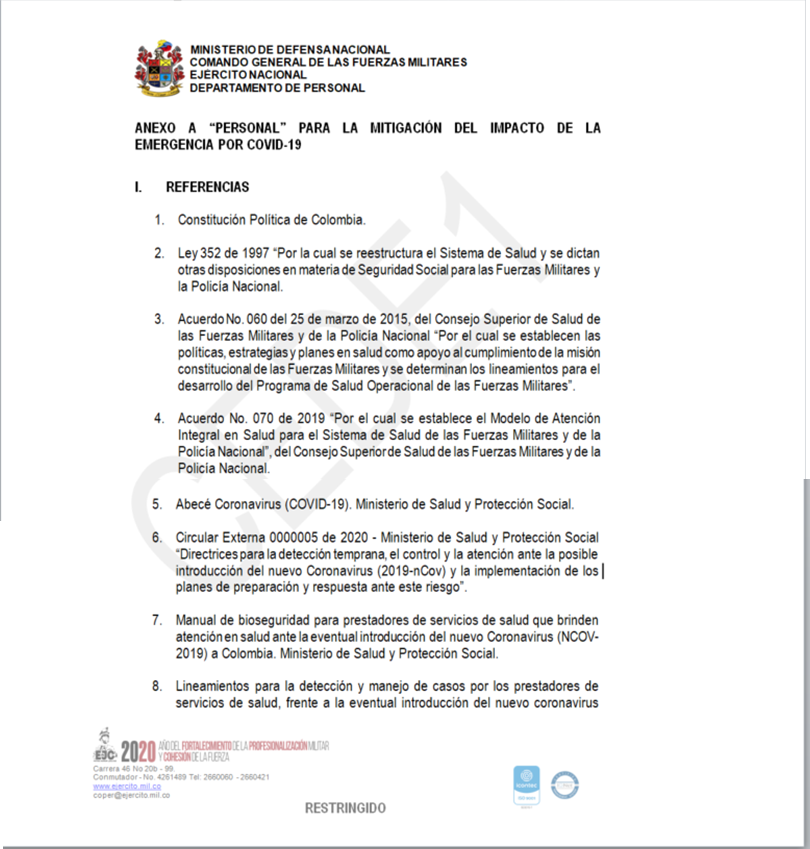 MINISTERIO DE DEFENSA NACIONAL
COMANDO GENERAL DE LAS FUERZAS MILITARES
EJÉRCITO NACIONAL
DEPARTAMENTO DE PERSONAL
ANEXO A “PERSONAL” PARA LA MITIGACIÓN DEL IMPACTO DE LA
EMERGENCIA POR COVID-19
I. REFERENCIAS
1. Constitución Política de Colombia.
2. Ley 352 de 1997 “Por la cual se reestructura el Sistema de Salud y se dictan
otras disposiciones en materia de Seguridad Social para las Fuerzas Militares y
la Policía Nacional.
3. Acuerdo No. 060 del 25 de marzo de 2015, del Consejo Superior de Salud de
las Fuerzas Militares y de la Policía Nacional “Por el cual se establecen las
políticas, estrategias y planes en salud como apoyo al cumplimiento de la misión
constitucional de las Fuerzas Militares y se determinan los lineamientos para el
desarrollo del Programa de Salud Operacional de las Fuerzas Militares”.
4. Acuerdo No. 070 de 2019 “Por el cual se establece el Modelo de Atención
Integral en Salud para el Sistema de Salud de las Fuerzas Militares y de la
Policía Nacional”, del Consejo Superior de Salud de las Fuerzas Militares y de la
Policía Nacional.
5. Abecé Coronavirus (COVID-19). Ministerio de Salud y Protección Social.
6. Circular Externa 0000005 de 2020 - Ministerio de Salud y Protección Social
“Directrices para la detección temprana, el control y la atención ante la posible
introducción del nuevo Coronavirus (2019-nCov) y la implementación de los
planes de preparación y respuesta ante este riesgo”.
7. Manual de bioseguridad para prestadores de servicios de salud que brinden
atención en salud ante la eventual introducción del nuevo Coronavirus (NCOV-
2019) a Colombia. Ministerio de Salud y Protección Social.
8. Lineamientos para la detección y manejo de casos por los prestadores de
servicios de salud, frente a la eventual introducción del nuevo coronavirus
CEDE1
EJC 2020 AÑO DEL FORTALECIMIENTO DE LA PROFESIONALIZACIÓN MILITAR
Y COHESIÓN DE LA FUERZA
Carrera 46 No 20b - 99.
Conmutador - No. 4261489 Tel: 2660060 - 2660421
www.ejercito.mil.co
coper@ejercito.mil.co
icontec
RESTRINGIDO